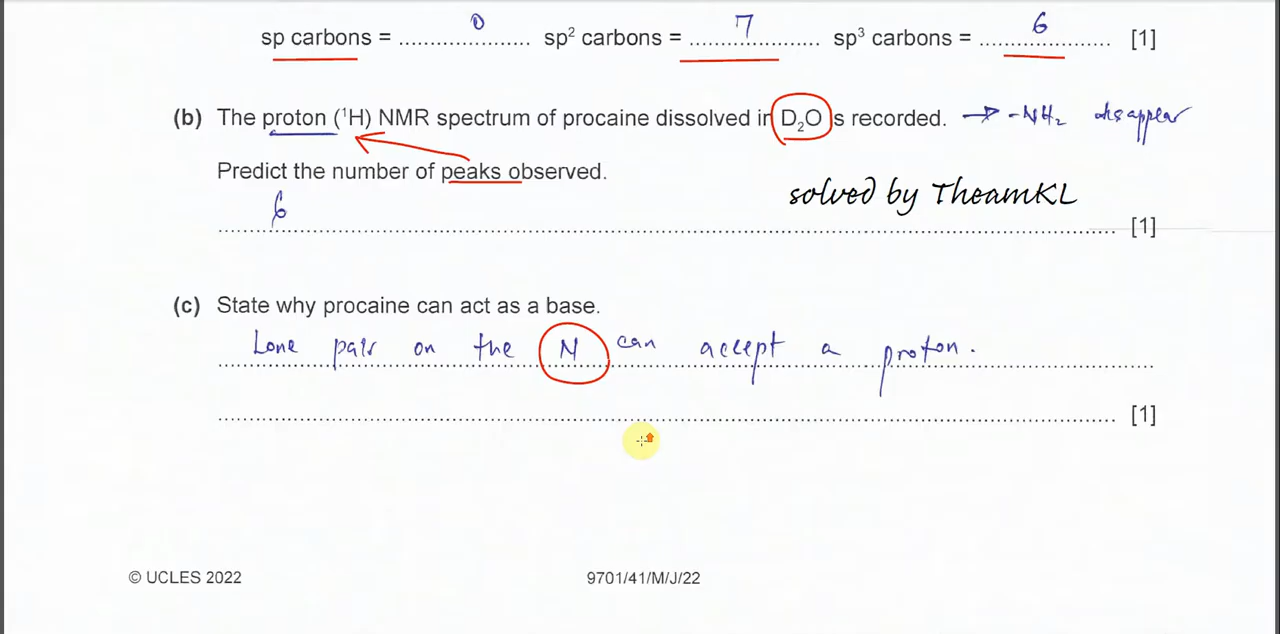 sp carbons = ........0........ sp² carbons = ........7........ sp³ carbons = ........6........ [1]
(b) The proton (¹H) NMR spectrum of procaine dissolved in D₂O is recorded. → -NH₂ disappear
Predict the number of peaks observed.
solved by TheamKL
6 [1]
(c) State why procaine can act as a base.
Lone pair on the N can accept a proton.
[1]
© UCLES 2022 9701/41/M/J/22